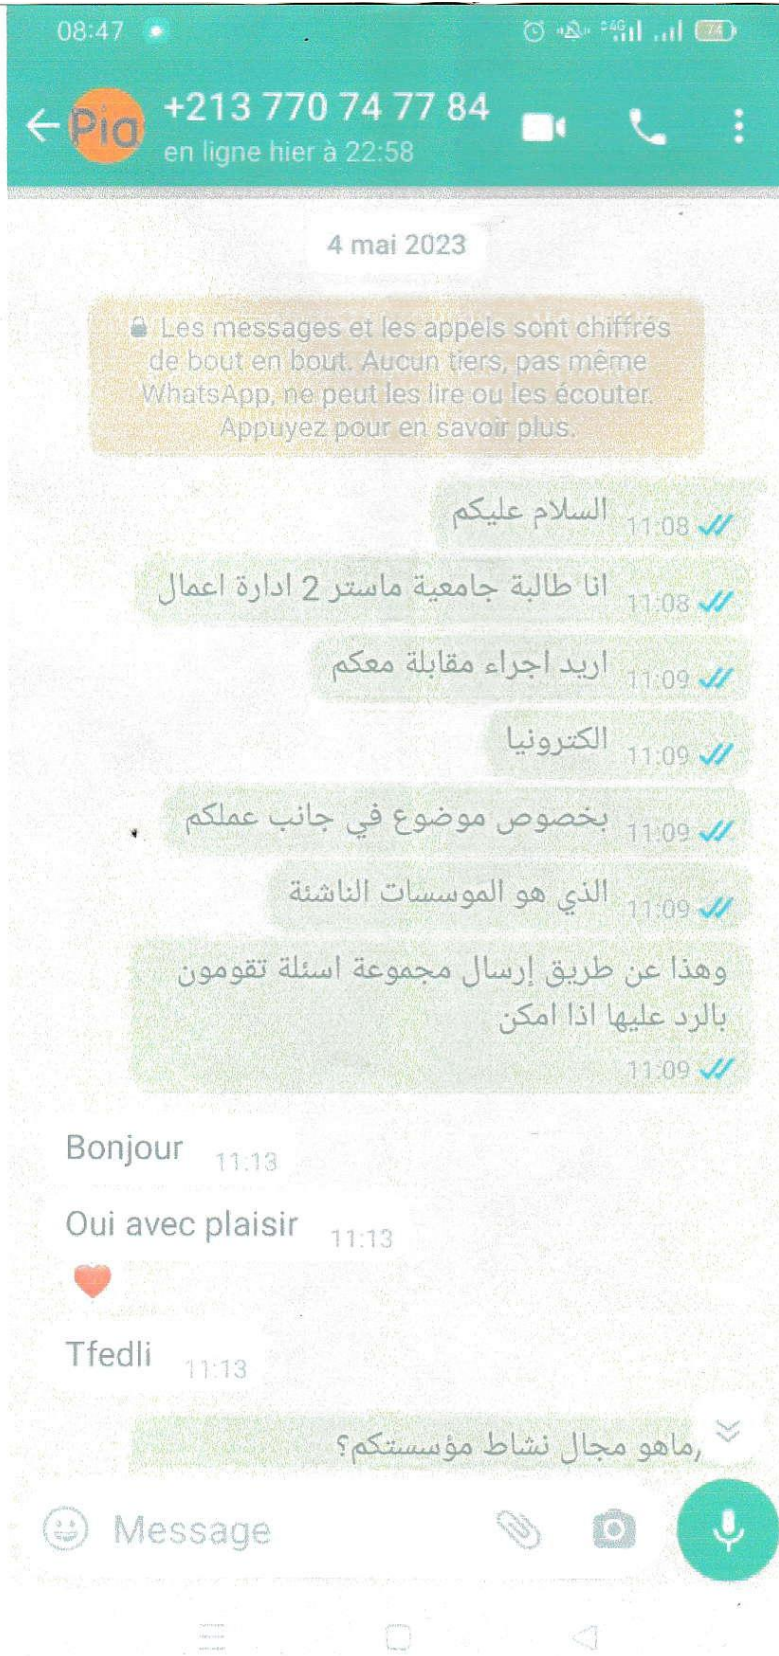 08:47
4G 74
Pia
+213 770 74 77 84
en ligne hier à 22:58
4 mai 2023
Les messages et les appels sont chiffrés
de bout en bout. Aucun tiers, pas même
WhatsApp, ne peut les lire ou les écouter.
Appuyez pour en savoir plus.
السلام عليكم 11:08
انا طالبة جامعية ماستر 2 ادارة اعمال 11:08
اريد اجراء مقابلة معكم 11:09
الكترونيا 11:09
بخصوص موضوع في جانب عملكم 11:09
الذي هو الموسسات الناشئة 11:09
وهذا عن طريق إرسال مجموعة اسئلة تقومون
بالرد عليها اذا امكن
11:09
Bonjour 11:13
Oui avec plaisir 11:13
Tfedli 11:13
,ماهو مجال نشاط مؤسستكم؟
Message